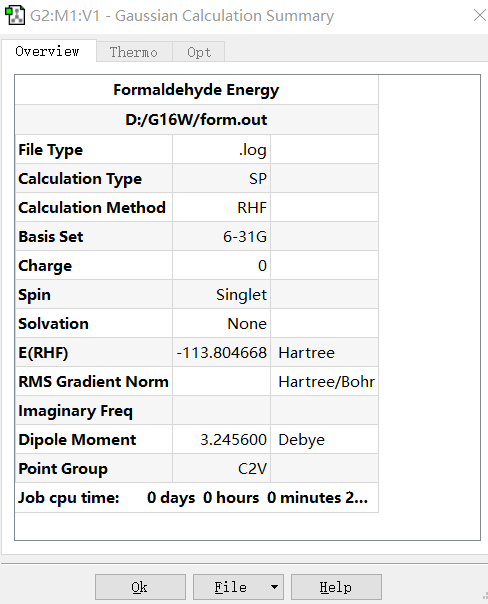 G2:M1:V1 - Gaussian Calculation Summary
Overview Thermo Opt
Formaldehyde Energy
D:/G16W/form.out
File Type .log
Calculation Type SP
Calculation Method RHF
Basis Set 6-31G
Charge 0
Spin Singlet
Solvation None
E(RHF) -113.804668 Hartree
RMS Gradient Norm Hartree/Bohr
Imaginary Freq
Dipole Moment 3.245600 Debye
Point Group C2V
Job cpu time: 0 days 0 hours 0 minutes 2...
Ok File Help